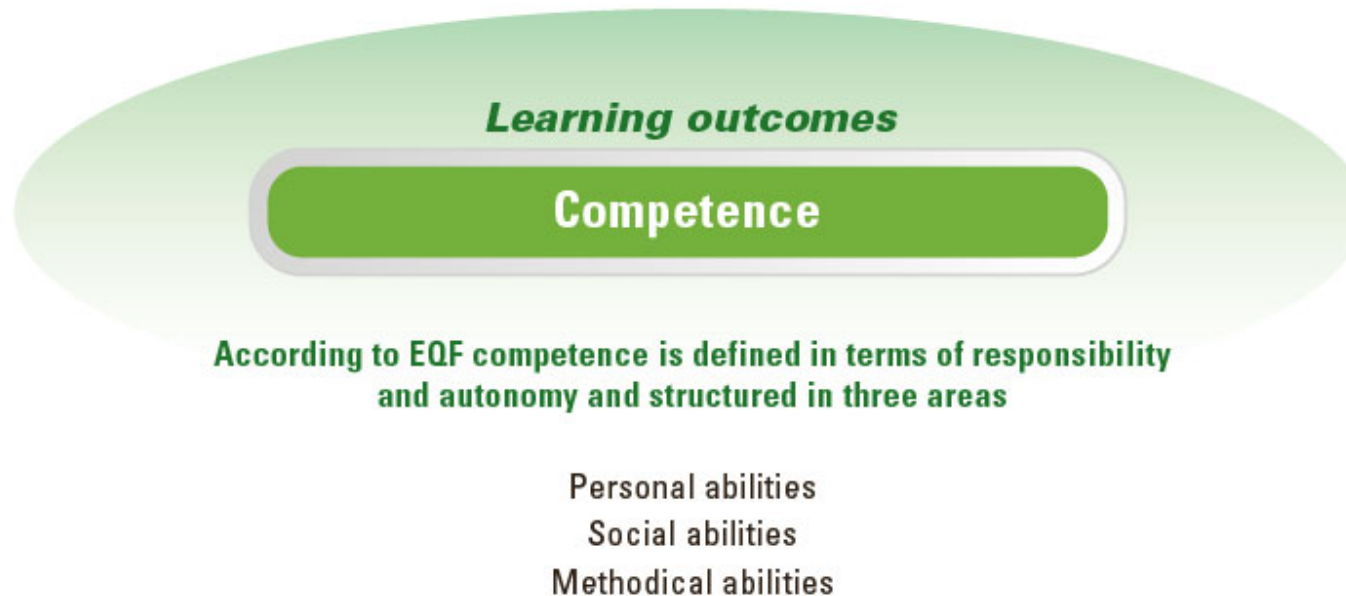 Learning outcomes
Competence
According to EQF competence is defined in terms of responsibility
and autonomy and structured in three areas
Personal abilities
Social abilities
Methodical abilities